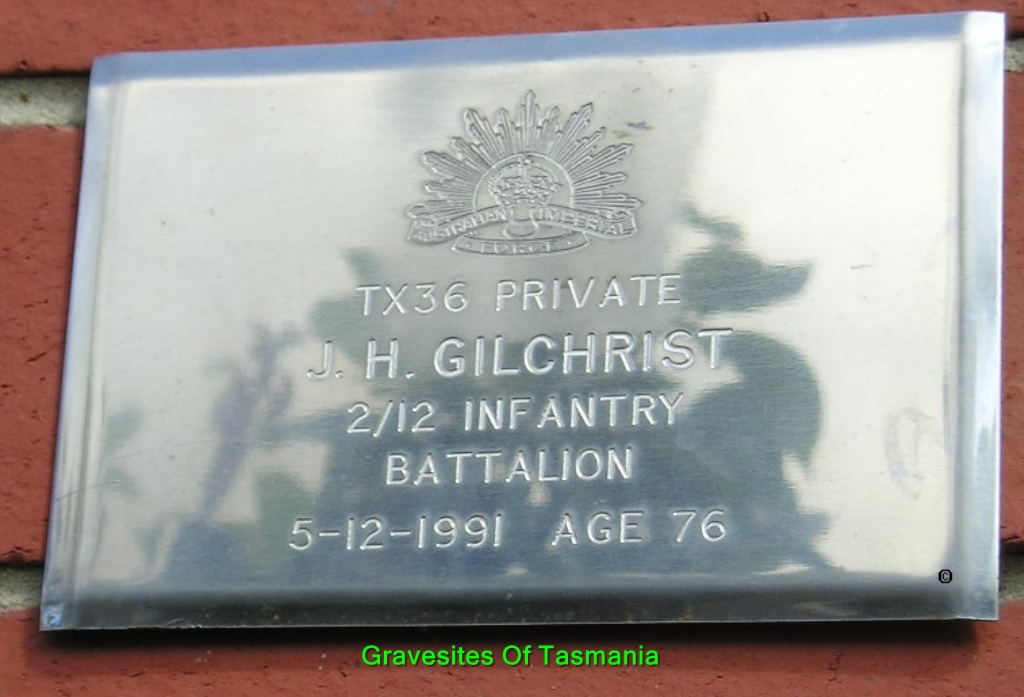 AUSTRALIAN IMPERIAL
FORCE
TX36 PRIVATE
J. H. GILCHRIST
2/12 INFANTRY
BATTALION
5-12-1991 AGE 76
©
Gravesites Of Tasmania